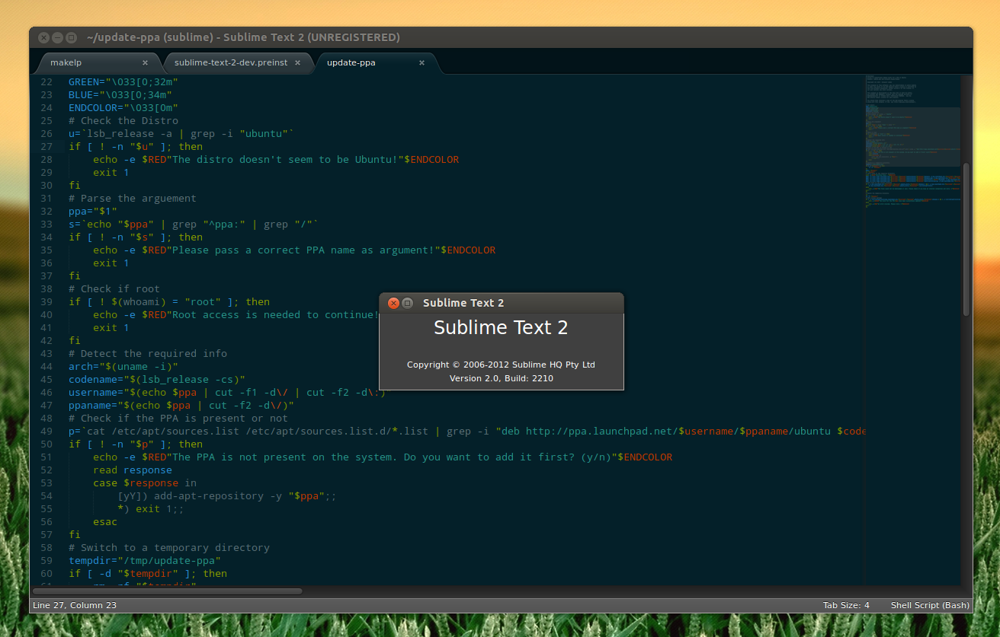 ~/update-ppa (sublime) - Sublime Text 2 (UNREGISTERED)
makelp × sublime-text-2-dev.preinst × update-ppa ×
22 GREEN="\033[0;32m"
23 BLUE="\033[0;34m"
24 ENDCOLOR="\033[0m"
25 # Check the Distro
26 u=`lsb_release -a | grep -i "ubuntu"`
27 if [ ! -n "$u" ]; then
28 echo -e $RED"The distro doesn't seem to be Ubuntu!"$ENDCOLOR
29 exit 1
30 fi
31 # Parse the arguement
32 ppa="$1"
33 s=`echo "$ppa" | grep "^ppa:" | grep "/"`
34 if [ ! -n "$s" ]; then
35 echo -e $RED"Please pass a correct PPA name as argument!"$ENDCOLOR
36 exit 1
37 fi
38 # Check if root
39 if [ ! $(whoami) = "root" ]; then
40 echo -e $RED"Root access is needed to continue!
41 exit 1
42 fi
43 # Detect the required info
44 arch="$(uname -i)"
45 codename="$(lsb_release -cs)"
46 username="$(echo $ppa | cut -f1 -d\/ | cut -f2 -d\:)"
47 ppaname="$(echo $ppa | cut -f2 -d\/)"
48 # Check if the PPA is present or not
49 p=`cat /etc/apt/sources.list /etc/apt/sources.list.d/*.list | grep -i "deb http://ppa.launchpad.net/$username/$ppaname/ubuntu $code
50 if [ ! -n "$p" ]; then
51 echo -e $RED"The PPA is not present on the system. Do you want to add it first? (y/n)"$ENDCOLOR
52 read response
53 case $response in
54 [yY]) add-apt-repository -y "$ppa";;
55 *) exit 1;;
56 esac
57 fi
58 # Switch to a temporary directory
59 tempdir="/tmp/update-ppa"
60 if [ -d "$tempdir" ]; then
Sublime Text 2
Sublime Text 2
Copyright © 2006-2012 Sublime HQ Pty Ltd
Version 2.0, Build: 2210
Line 27, Column 23
Tab Size: 4 Shell Script (Bash)